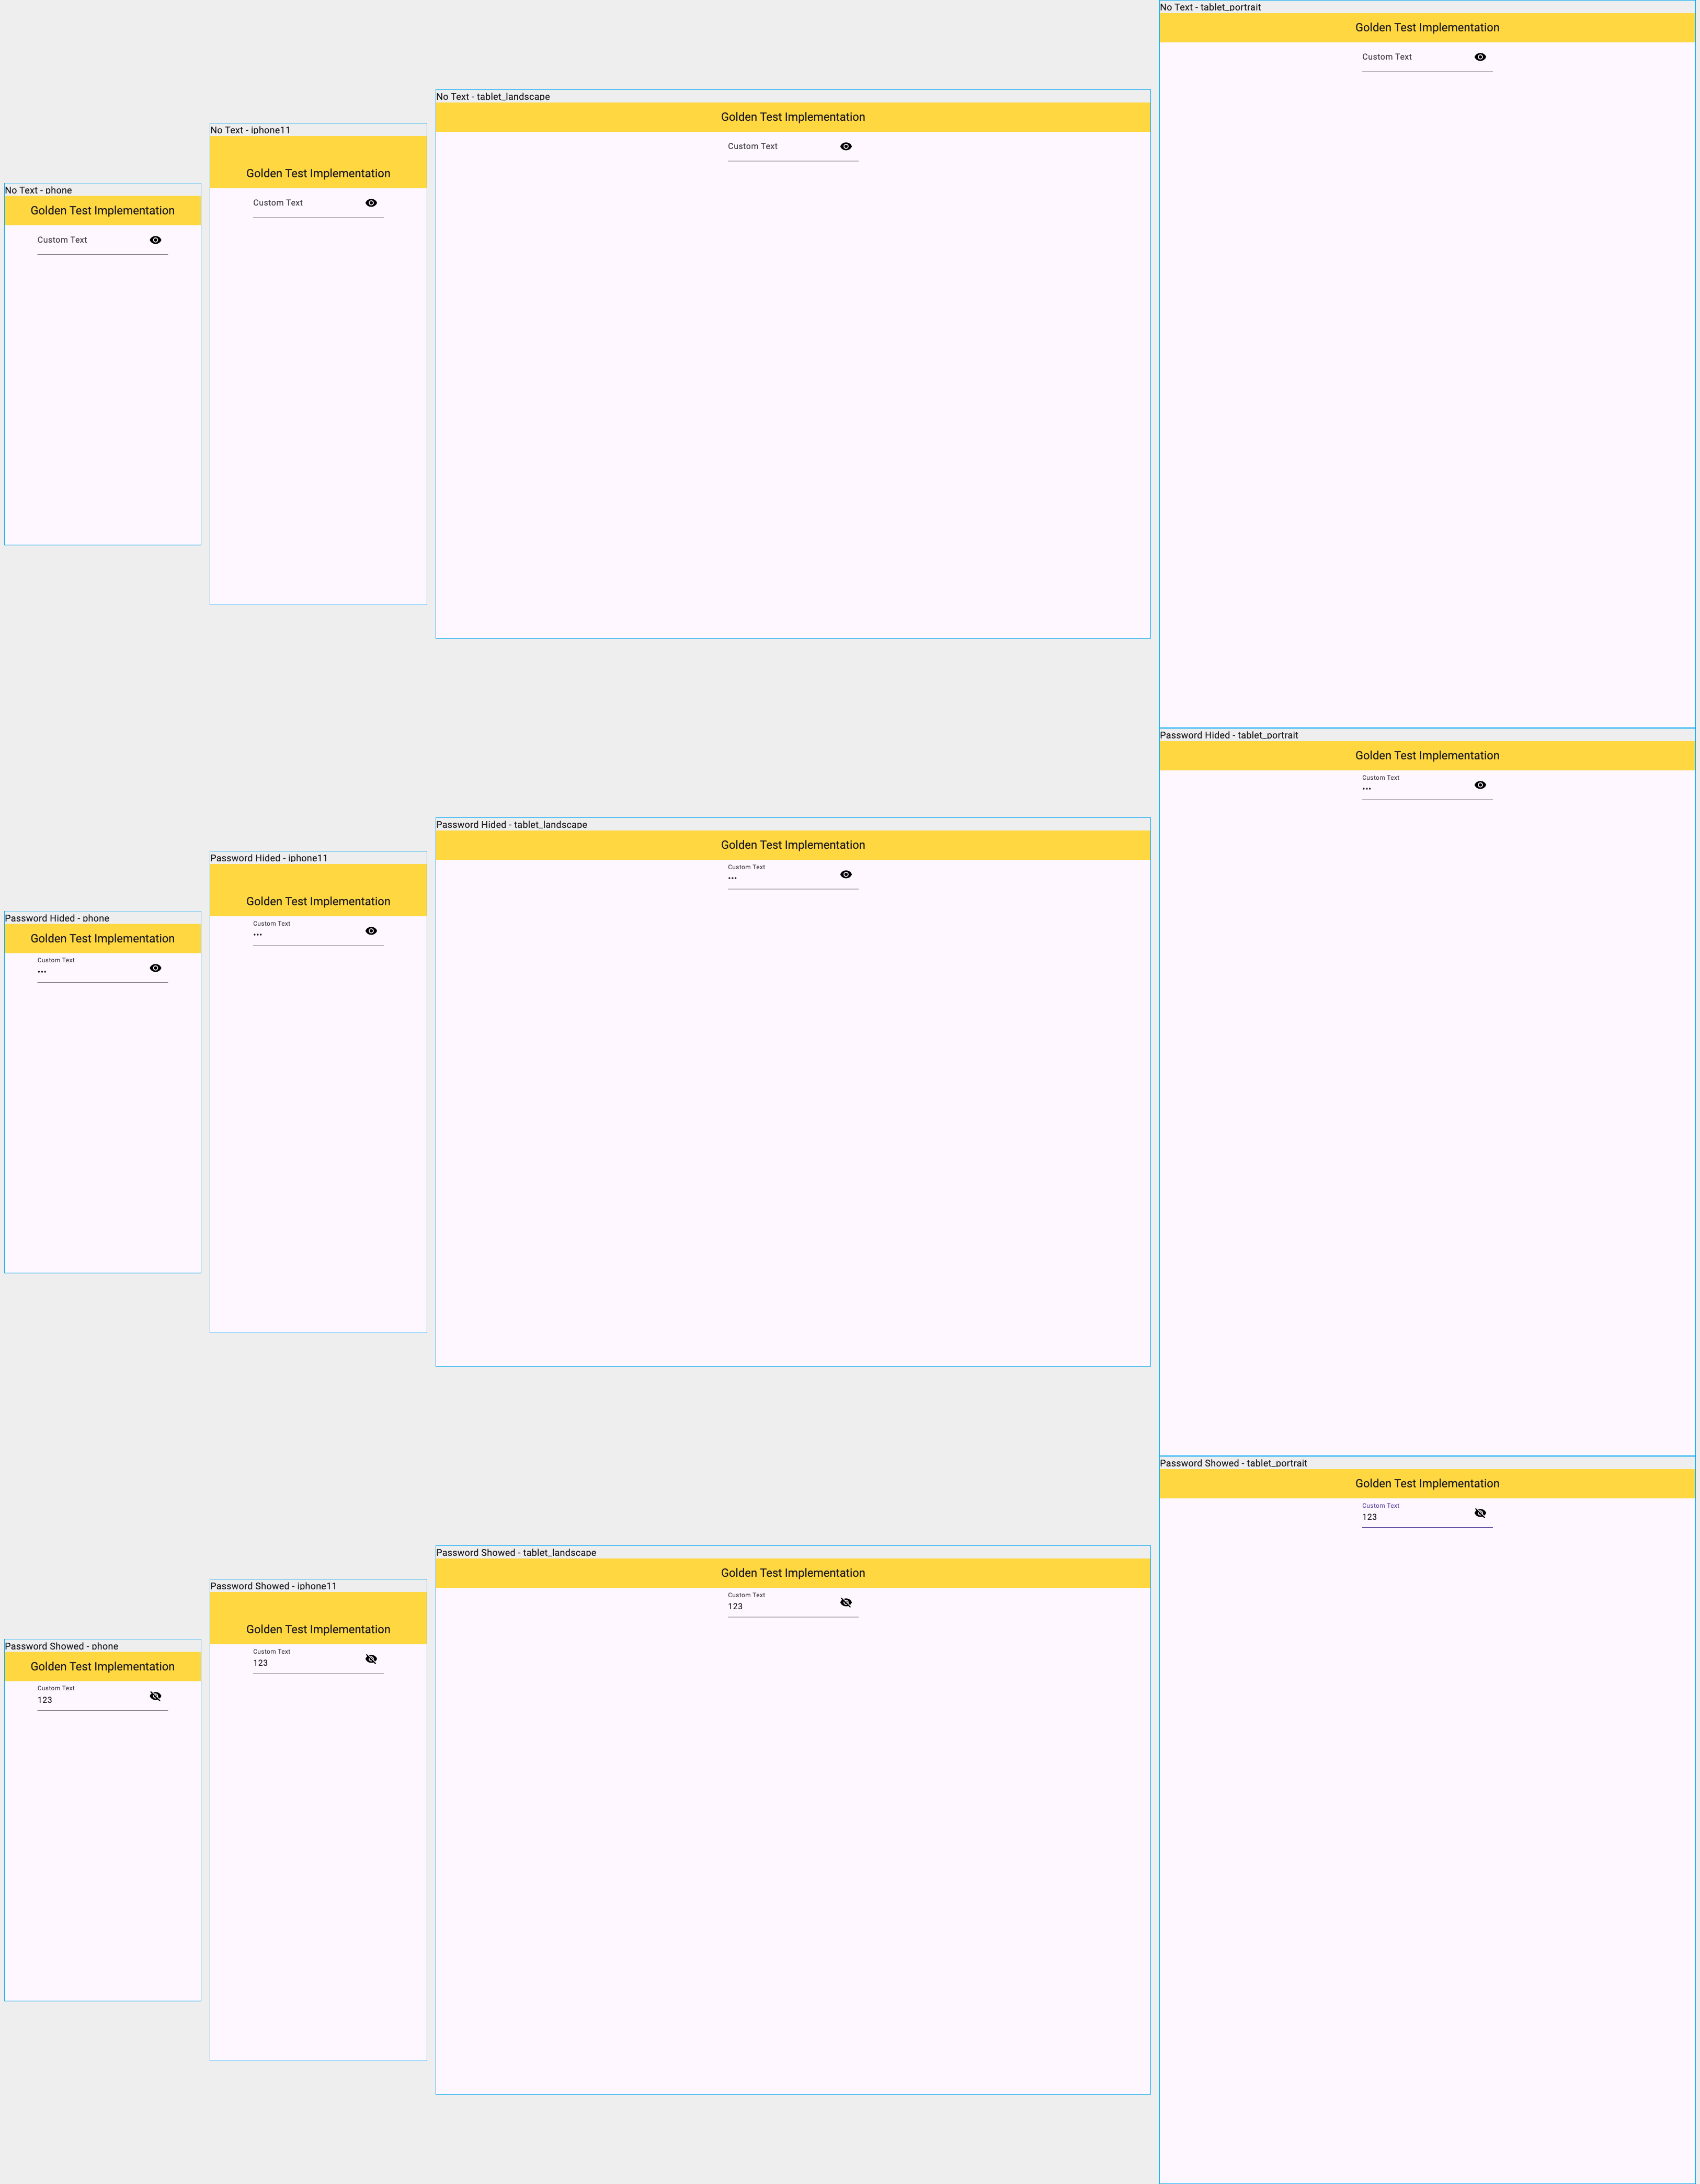 No Text - phone
Golden Test Implementation
Custom Text
No Text - iphone11
Golden Test Implementation
Custom Text
No Text - tablet_landscape
Golden Test Implementation
Custom Text
No Text - tablet_portrait
Golden Test Implementation
Custom Text
Password Hided - phone
Golden Test Implementation
Custom Text
•••
Password Hided - iphone11
Golden Test Implementation
Custom Text
•••
Password Hided - tablet_landscape
Golden Test Implementation
Custom Text
•••
Password Hided - tablet_portrait
Golden Test Implementation
Custom Text
•••
Password Showed - phone
Golden Test Implementation
Custom Text
123
Password Showed - iphone11
Golden Test Implementation
Custom Text
123
Password Showed - tablet_landscape
Golden Test Implementation
Custom Text
123
Password Showed - tablet_portrait
Golden Test Implementation
Custom Text
123